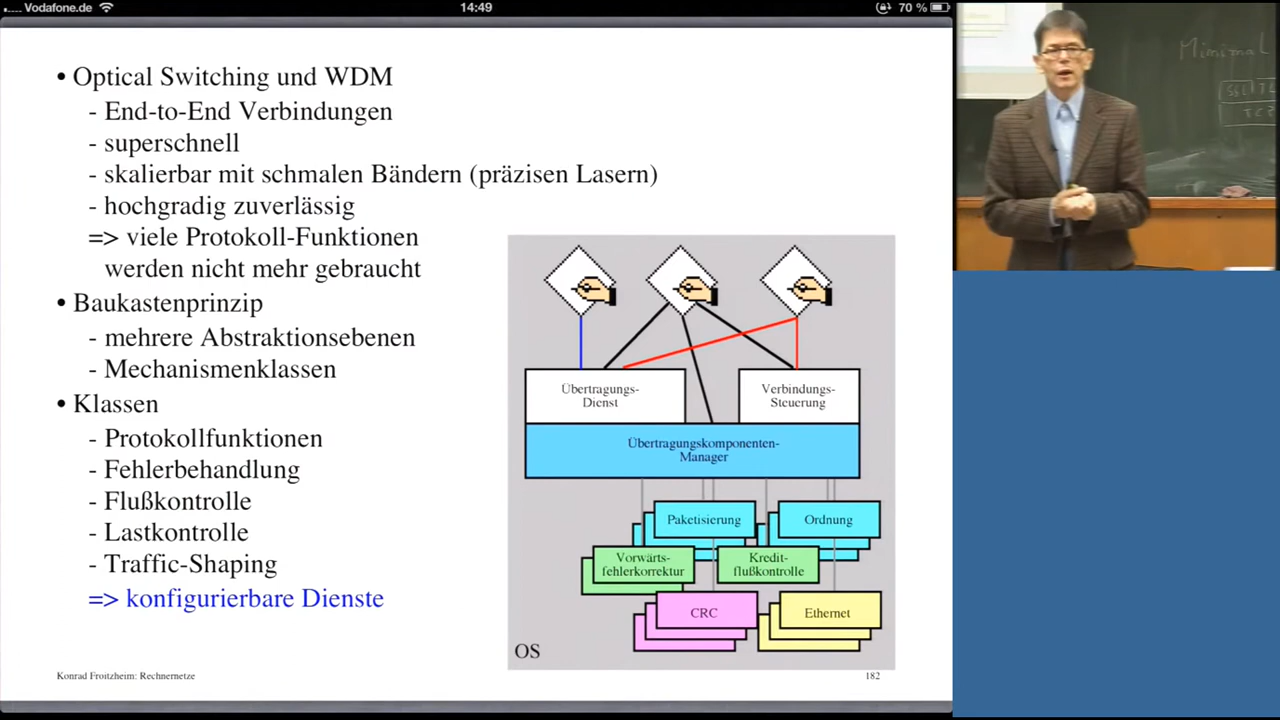 Vodafone.de
14:49
70 %
• Optical Switching und WDM
- End-to-End Verbindungen
- superschnell
- skalierbar mit schmalen Bändern (präzisen Lasern)
- hochgradig zuverlässig
=> viele Protokoll-Funktionen
werden nicht mehr gebraucht
• Baukastenprinzip
- mehrere Abstraktionsebenen
- Mechanismenklassen
• Klassen
- Protokollfunktionen
- Fehlerbehandlung
- Flußkontrolle
- Lastkontrolle
- Traffic-Shaping
=> konfigurierbare Dienste
Übertragungs-
Dienst
Verbindungs-
Steuerung
Übertragungskomponenten-
Manager
Paketisierung
Ordnung
Vorwärts-
fehlerkorrektur
Kredit-
flußkontrolle
CRC
Ethernet
OS
Konrad Froitzheim: Rechnernetze
182
Minimal
SSL
TCP